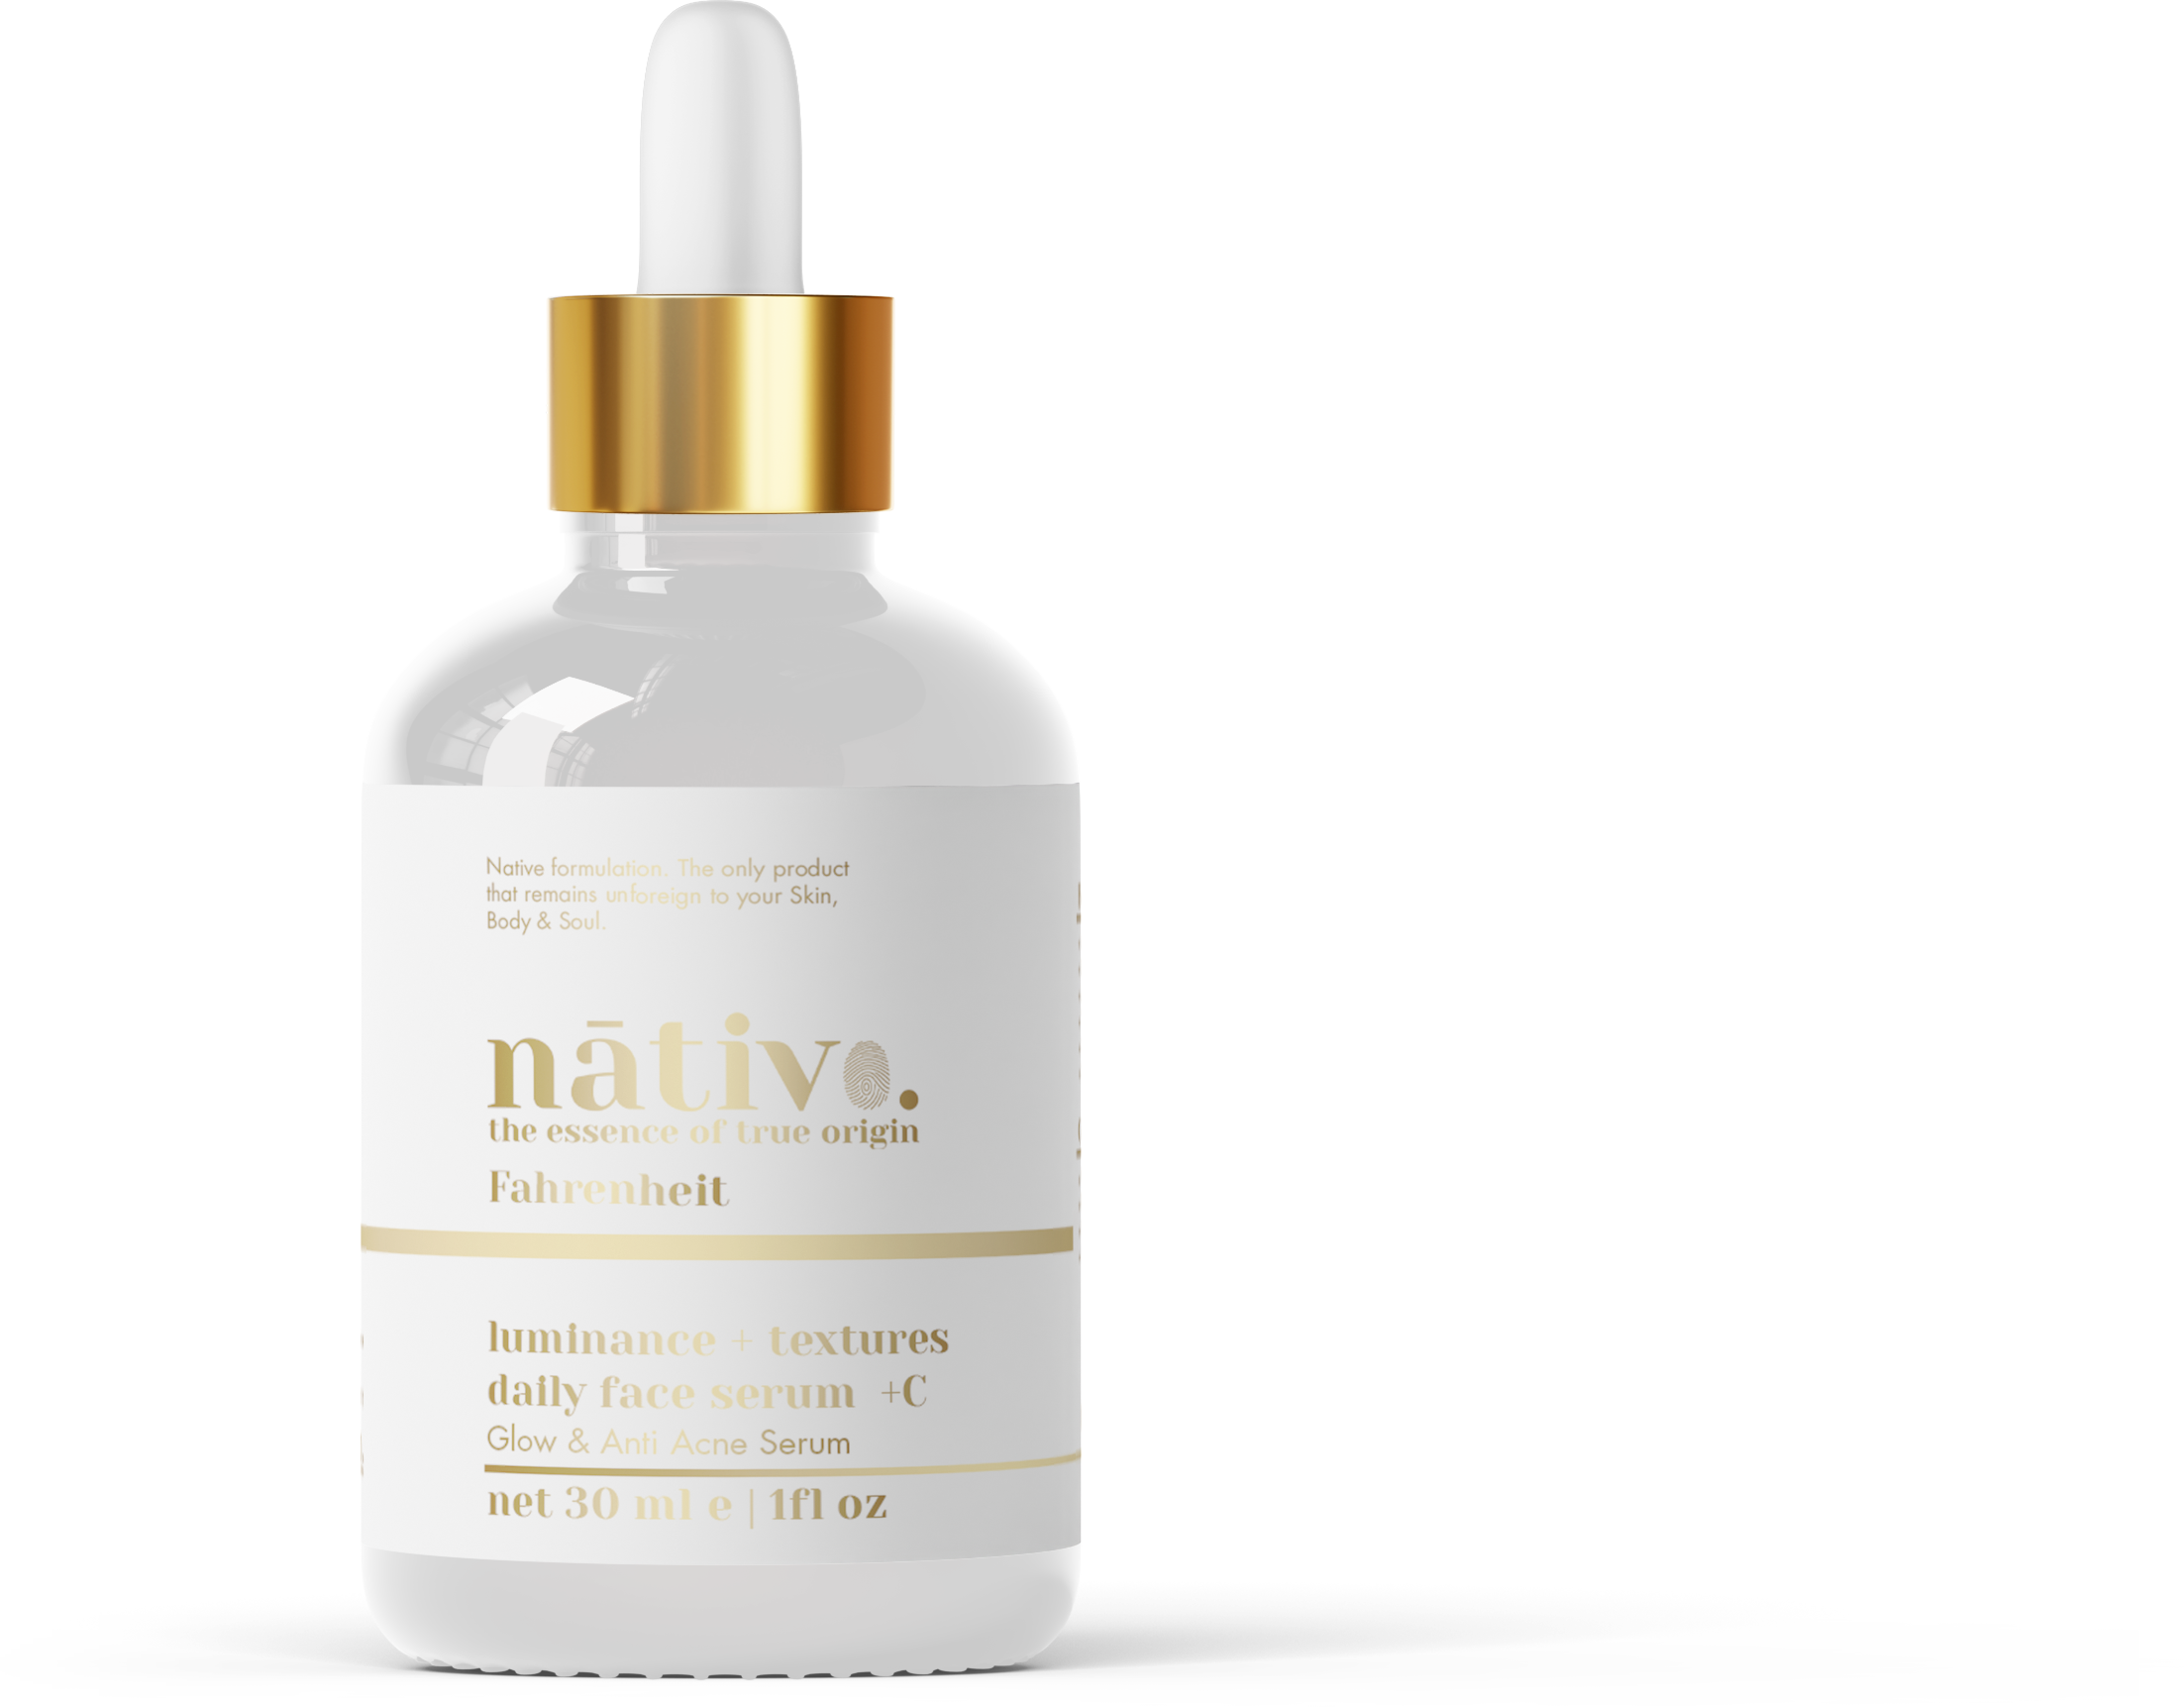 Native formulation. The only product
that remains unforeign to your Skin,
Body & Soul.
nātivo.
the essence of true origin
Fahrenheit
luminance + textures
daily face serum +C
Glow & Anti Acne Serum
net 30 ml e | 1fl oz